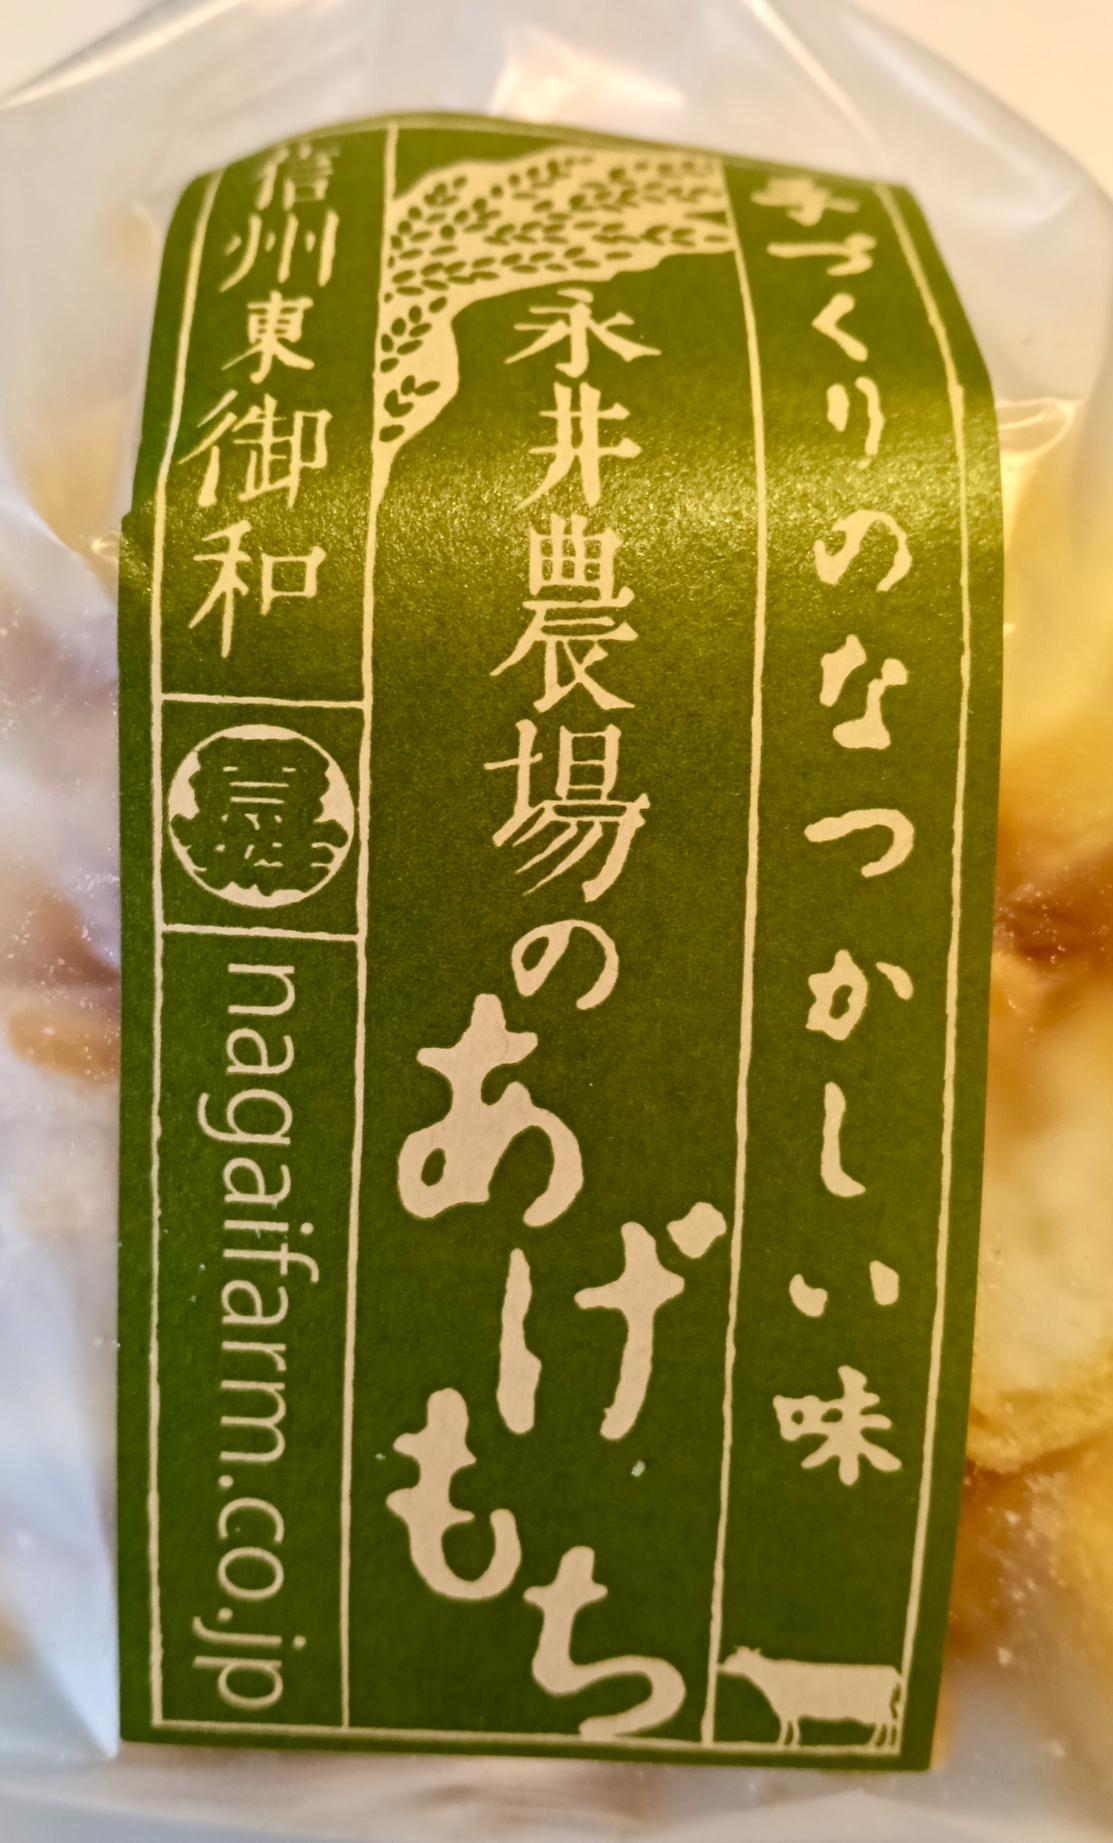 手づくりのなつかしい味
永井農場の
あげもち
信州東御和
nagaifarm.co.jp